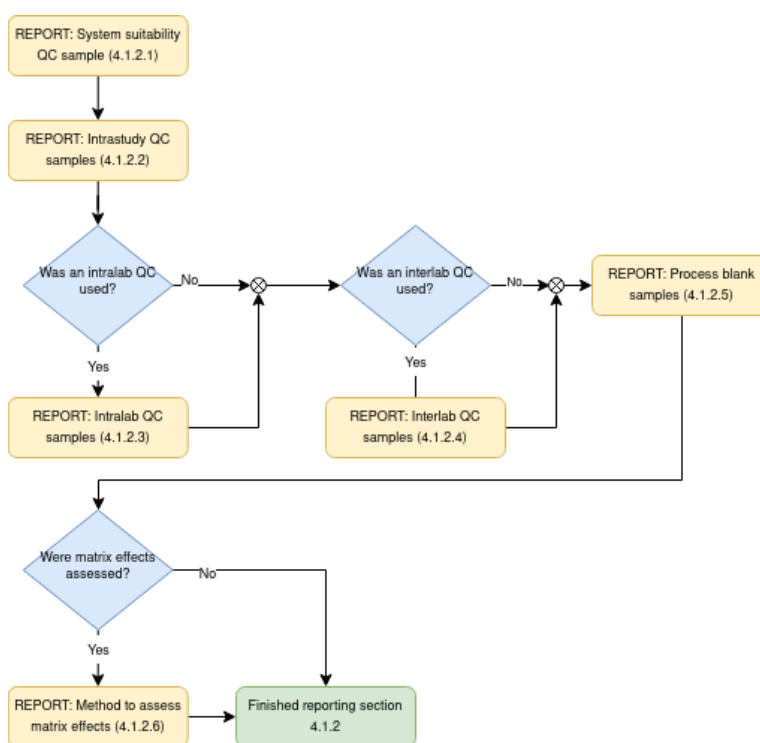 REPORT: System suitability
QC sample (4.1.2.1)
REPORT: Intrastudy QC
samples (4.1.2.2)
Was an intralab QC
used?
No
Was an interlab QC
used?
No
REPORT: Process blank
samples (4.1.2.5)
Yes
Yes
REPORT: Intralab QC
samples (4.1.2.3)
REPORT: Interlab QC
samples (4.1.2.4)
Were matrix effects
assessed?
No
Yes
REPORT: Method to assess
matrix effects (4.1.2.6)
Finished reporting section
4.1.2